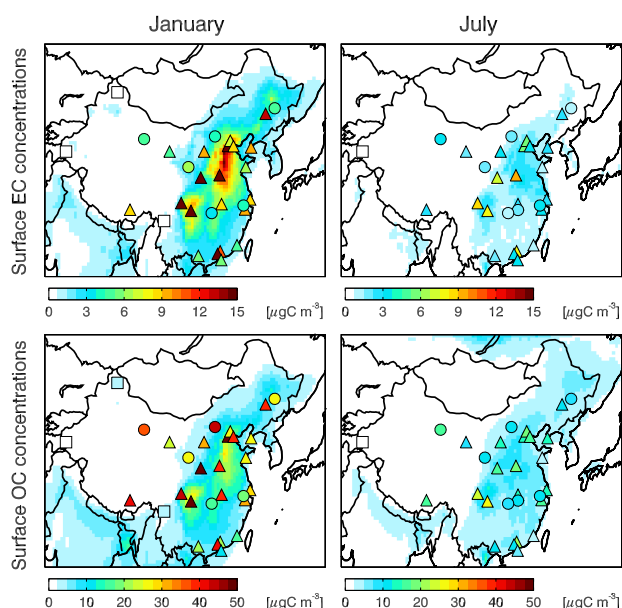 January July
Surface EC concentrations
0 3 6 9 12 15 [μgC m⁻³] 0 3 6 9 12 15 [μgC m⁻³]
Surface OC concentrations
0 10 20 30 40 50 [μgC m⁻³] 0 10 20 30 40 50 [μgC m⁻³]